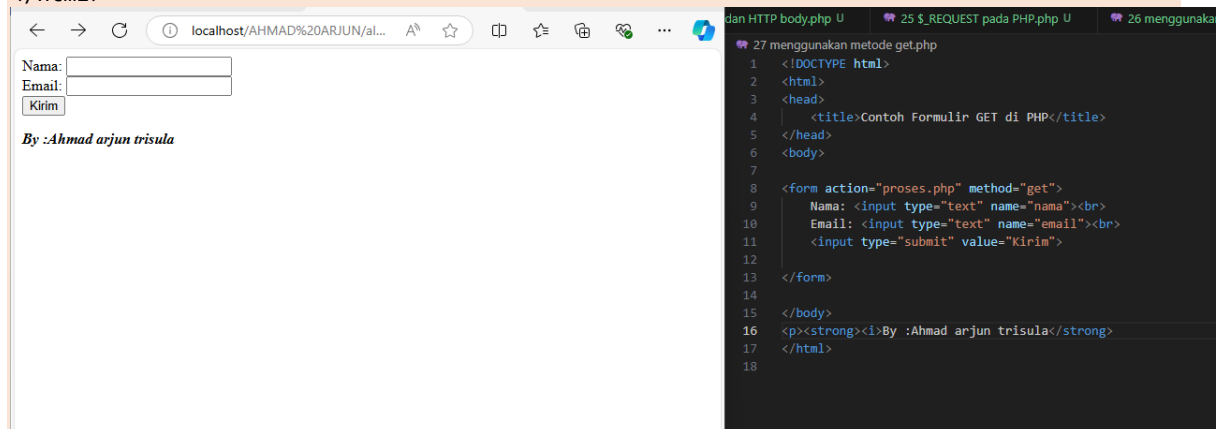 localhost/AHMAD%20ARJUN/al...
Nama:
Email:
Kirim
By :Ahmad arjun trisula
dan HTTP body.php U 25 $_REQUEST pada PHP.php U 26 menggunakan
27 menggunakan metode get.php
1 <!DOCTYPE html>
2 <html>
3 <head>
4 <title>Contoh Formulir GET di PHP</title>
5 </head>
6 <body>
7
8 <form action="proses.php" method="get">
9 Nama: <input type="text" name="nama"><br>
10 Email: <input type="text" name="email"><br>
11 <input type="submit" value="Kirim">
12
13 </form>
14
15 </body>
16 <p><strong><i>By :Ahmad arjun trisula</strong>
17 </html>
18